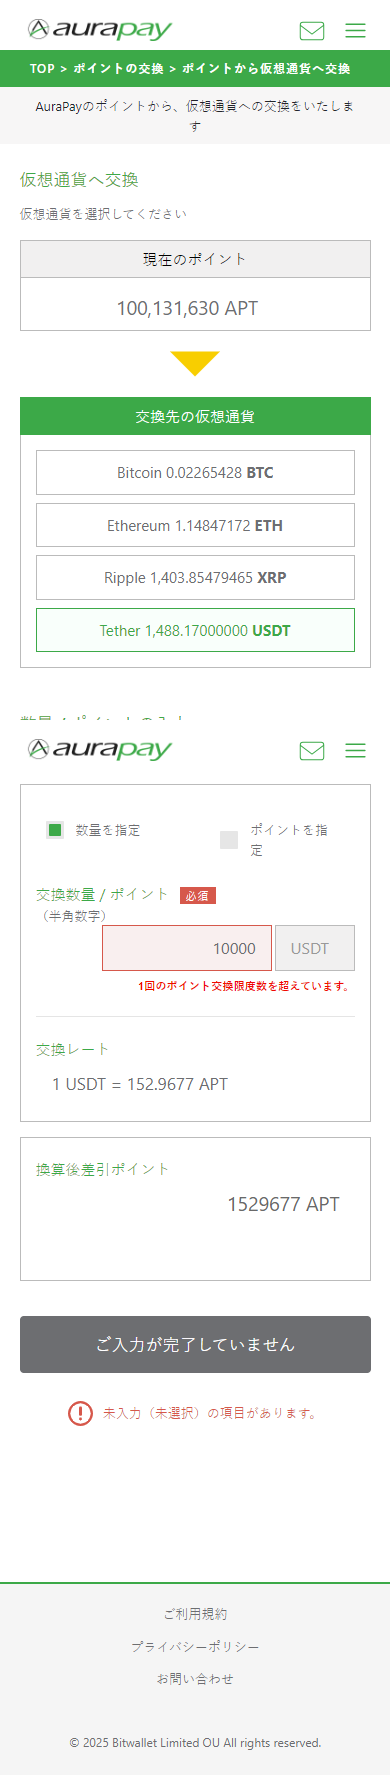 aurapay
TOP > ポイントの交換 > ポイントから仮想通貨へ交換
AuraPayのポイントから、仮想通貨への交換をいたしま
す
仮想通貨へ交換
仮想通貨を選択してください
現在のポイント
100,131,630 APT
交換先の仮想通貨
Bitcoin 0.02265428 BTC
Ethereum 1.14847172 ETH
Ripple 1,403.85479465 XRP
Tether 1,488.17000000 USDT
aurapay
数量を指定
ポイントを指
定
交換数量 / ポイント 必須
（半角数字）
10000 USDT
1回のポイント交換限度数を超えています。
交換レート
1 USDT = 152.9677 APT
換算後差引ポイント
1529677 APT
ご入力が完了していません
未入力（未選択）の項目があります。
ご利用規約
プライバシーポリシー
お問い合わせ
© 2025 Bitwallet Limited OU All rights reserved.